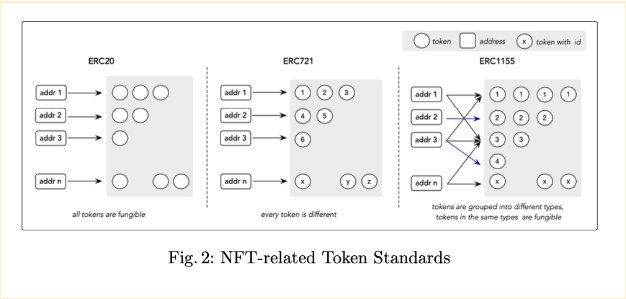 token address x token with id
ERC20 ERC721 ERC1155
addr 1 addr 1 1 2 3 addr 1 1 1 1 1
addr 2 addr 2 4 5 addr 2 2 2 2
addr 3 addr 3 6 addr 3 3 3
4
addr n addr n x y z addr n x x x
all tokens are fungible every token is different tokens are grouped into different types,
tokens in the same types are fungible
Fig. 2: NFT-related Token Standards